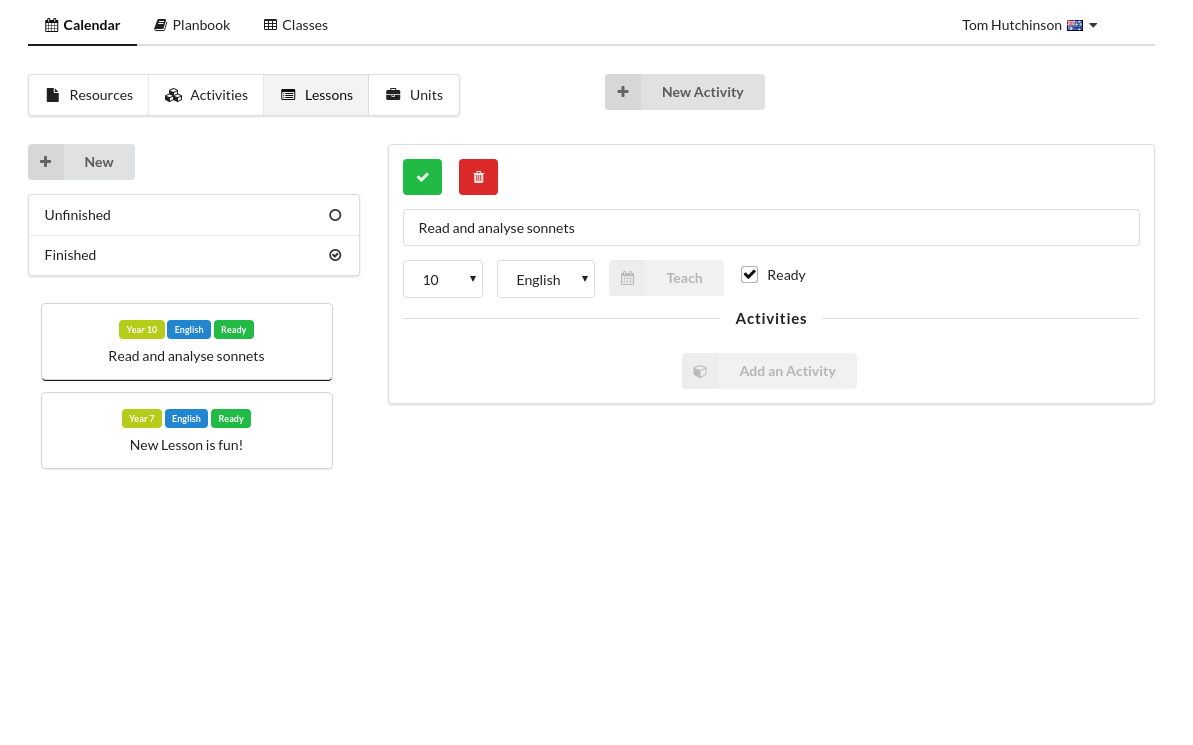 Calendar Planbook Classes Tom Hutchinson
Resources Activities Lessons Units New Activity
New
Unfinished
Finished
Year 10 English Ready
Read and analyse sonnets
Year 7 English Ready
New Lesson is fun!
Read and analyse sonnets
10 English Teach Ready
Activities
Add an Activity